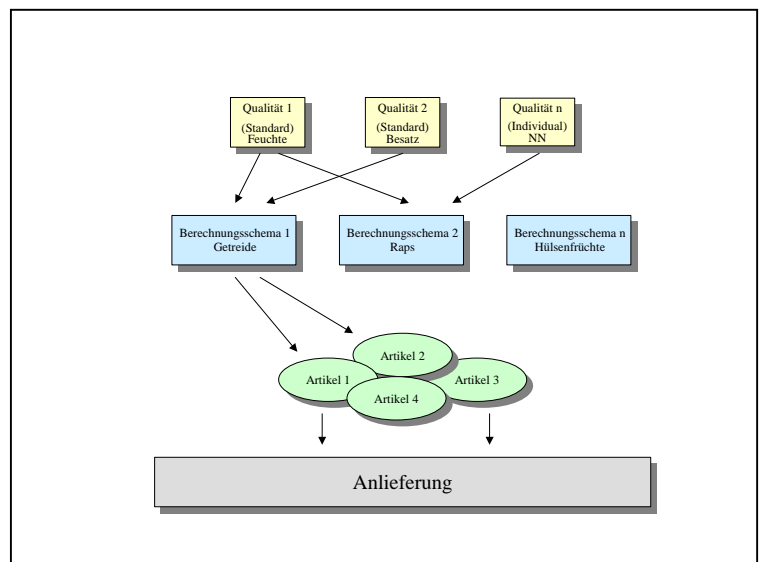 Qualität 1
(Standard)
Feuchte
Qualität 2
(Standard)
Besatz
Qualität n
(Individual)
NN
Berechnungsschema 1
Getreide
Berechnungsschema 2
Raps
Berechnungsschema n
Hülsenfrüchte
Artikel 2
Artikel 1
Artikel 3
Artikel 4
Anlieferung